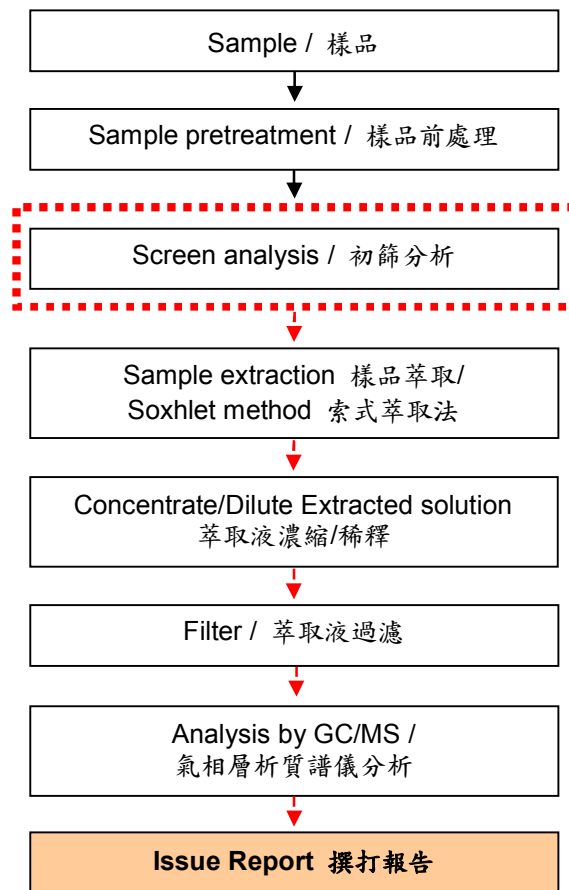 Sample / 樣品
Sample pretreatment / 樣品前處理
Screen analysis / 初篩分析
Sample extraction 樣品萃取/
Soxhlet method 索式萃取法
Concentrate/Dilute Extracted solution
萃取液濃縮/稀釋
Filter / 萃取液過濾
Analysis by GC/MS /
氣相層析質譜儀分析
Issue Report 撰打報告